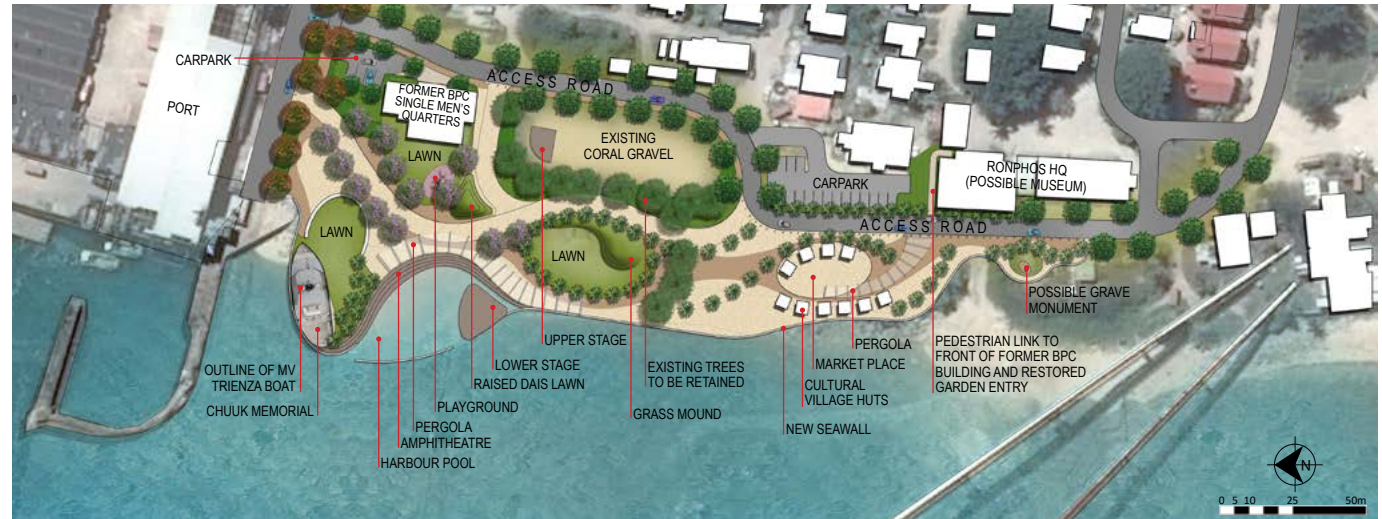 CARPARK
PORT
FORMER BPC
SINGLE MEN'S
QUARTERS
ACCESS ROAD
EXISTING
CORAL GRAVEL
LAWN
CARPARK
RONPHOS HQ
(POSSIBLE MUSEUM)
ACCESS ROAD
LAWN
LAWN
OUTLINE OF MV
TRIENZA BOAT
CHUUK MEMORIAL
HARBOUR POOL
AMPHITHEATRE
PERGOLA
PLAYGROUND
RAISED DAIS LAWN
LOWER STAGE
UPPER STAGE
GRASS MOUND
EXISTING TREES
TO BE RETAINED
NEW SEAWALL
CULTURAL
VILLAGE HUTS
MARKET PLACE
PERGOLA
PEDESTRIAN LINK TO
FRONT OF FORMER BPC
BUILDING AND RESTORED
GARDEN ENTRY
POSSIBLE GRAVE
MONUMENT
N
0 5 10 25 50m